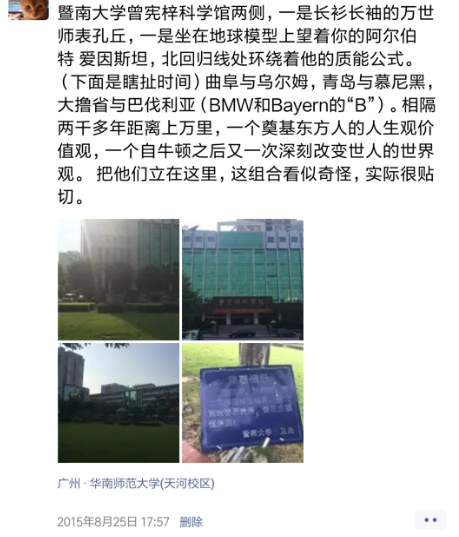 暨南大学曾宪梓科学馆两侧，一是长衫长袖的万世
师表孔丘，一是坐在地球模型上望着你的阿尔伯
特 爱因斯坦，北回归线处环绕着他的质能公式。
（下面是瞎扯时间）曲阜与乌尔姆，青岛与慕尼黑，
大撸省与巴伐利亚（BMW和Bayern的“B”）。相隔
两千多年距离上万里，一个奠基东方人的人生观价
值观，一个自牛顿之后又一次深刻改变世人的世界
观。 把他们立在这里，这组合看似奇怪，实际很贴
切。
暨南大学
广州 · 华南师范大学(天河校区)
2015年8月25日 17:57 删除